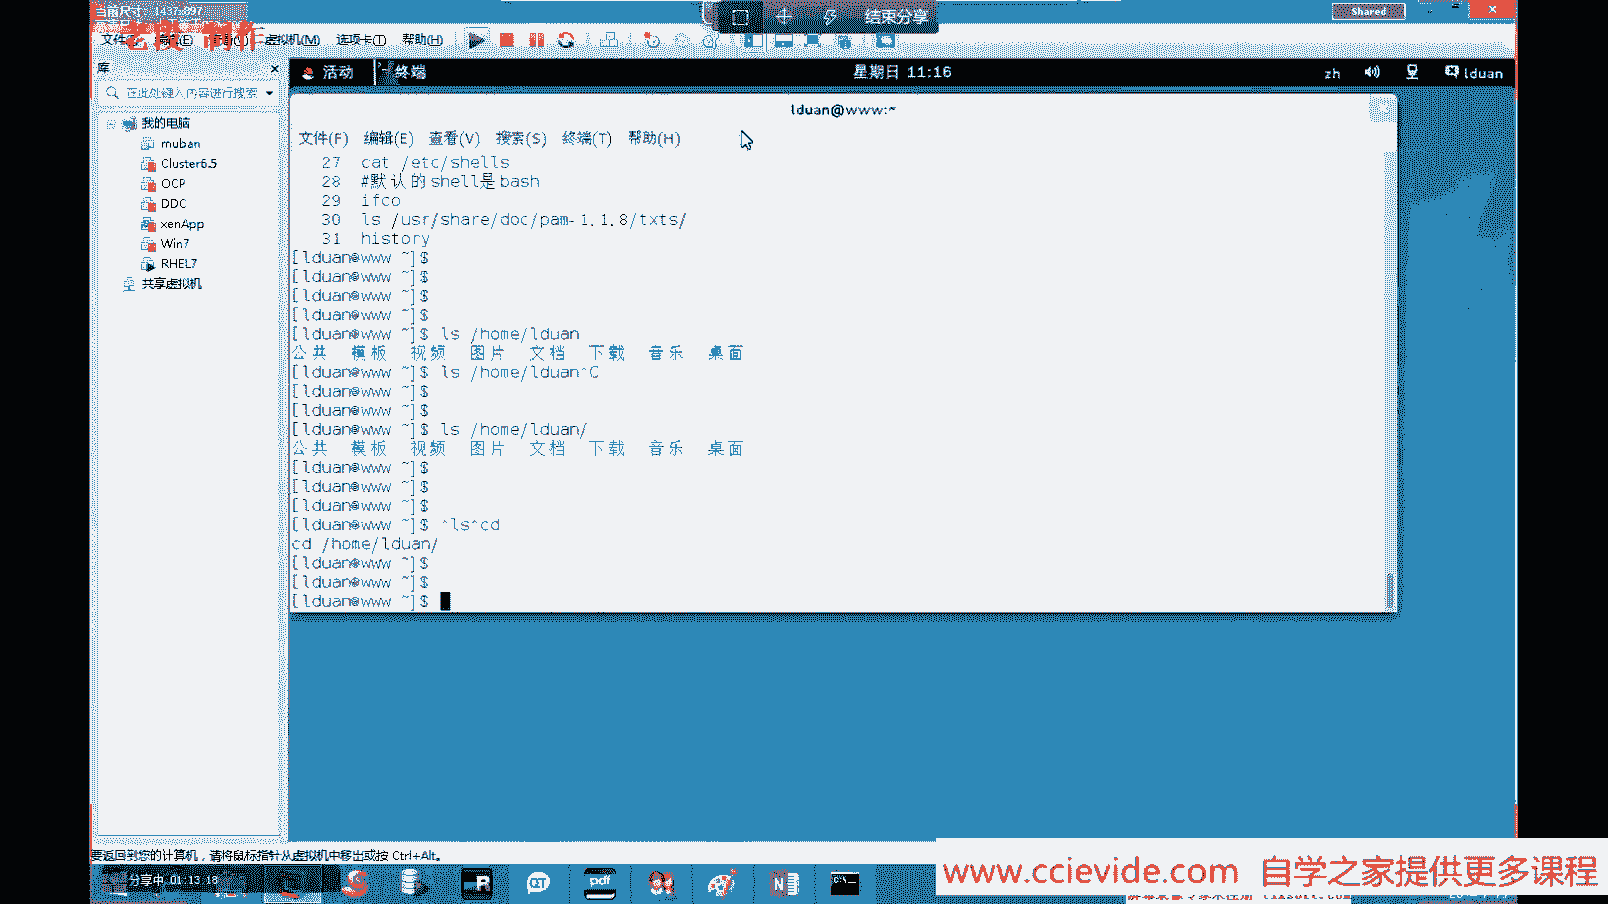 当前尺寸：1437*897
结束分享
Shared
编辑(E) 虚拟机(M) 选项卡(T) 帮助(H)
库
在此处键入内容进行搜索
我的电脑
muban
Cluster6.5
OCP
DDC
xenApp
Win7
RHEL7
共享虚拟机
活动 终端 星期日 11:16 zh lduan
lduan@www:~
文件(F) 编辑(E) 查看(V) 搜索(S) 终端(T) 帮助(H)
27 cat /etc/shells
28 #默认的shell是bash
29 ifco
30 ls /usr/share/doc/pam-1.1.8/txts/
31 history
[lduan@www ~]$
[lduan@www ~]$
[lduan@www ~]$
[lduan@www ~]$
[lduan@www ~]$ ls /home/lduan
公共 模板 视频 图片 文档 下载 音乐 桌面
[lduan@www ~]$ ls /home/lduan^C
[lduan@www ~]$
[lduan@www ~]$
[lduan@www ~]$ ls /home/lduan/
公共 模板 视频 图片 文档 下载 音乐 桌面
[lduan@www ~]$
[lduan@www ~]$
[lduan@www ~]$
[lduan@www ~]$ ^ls^cd
cd /home/lduan/
[lduan@www ~]$
[lduan@www ~]$
[lduan@www ~]$
要返回到您的计算机，请将鼠标指针从虚拟机中移出或按 Ctrl+Alt。
分享中 01:13:18
www.ccievide.com 自学之家提供更多课程